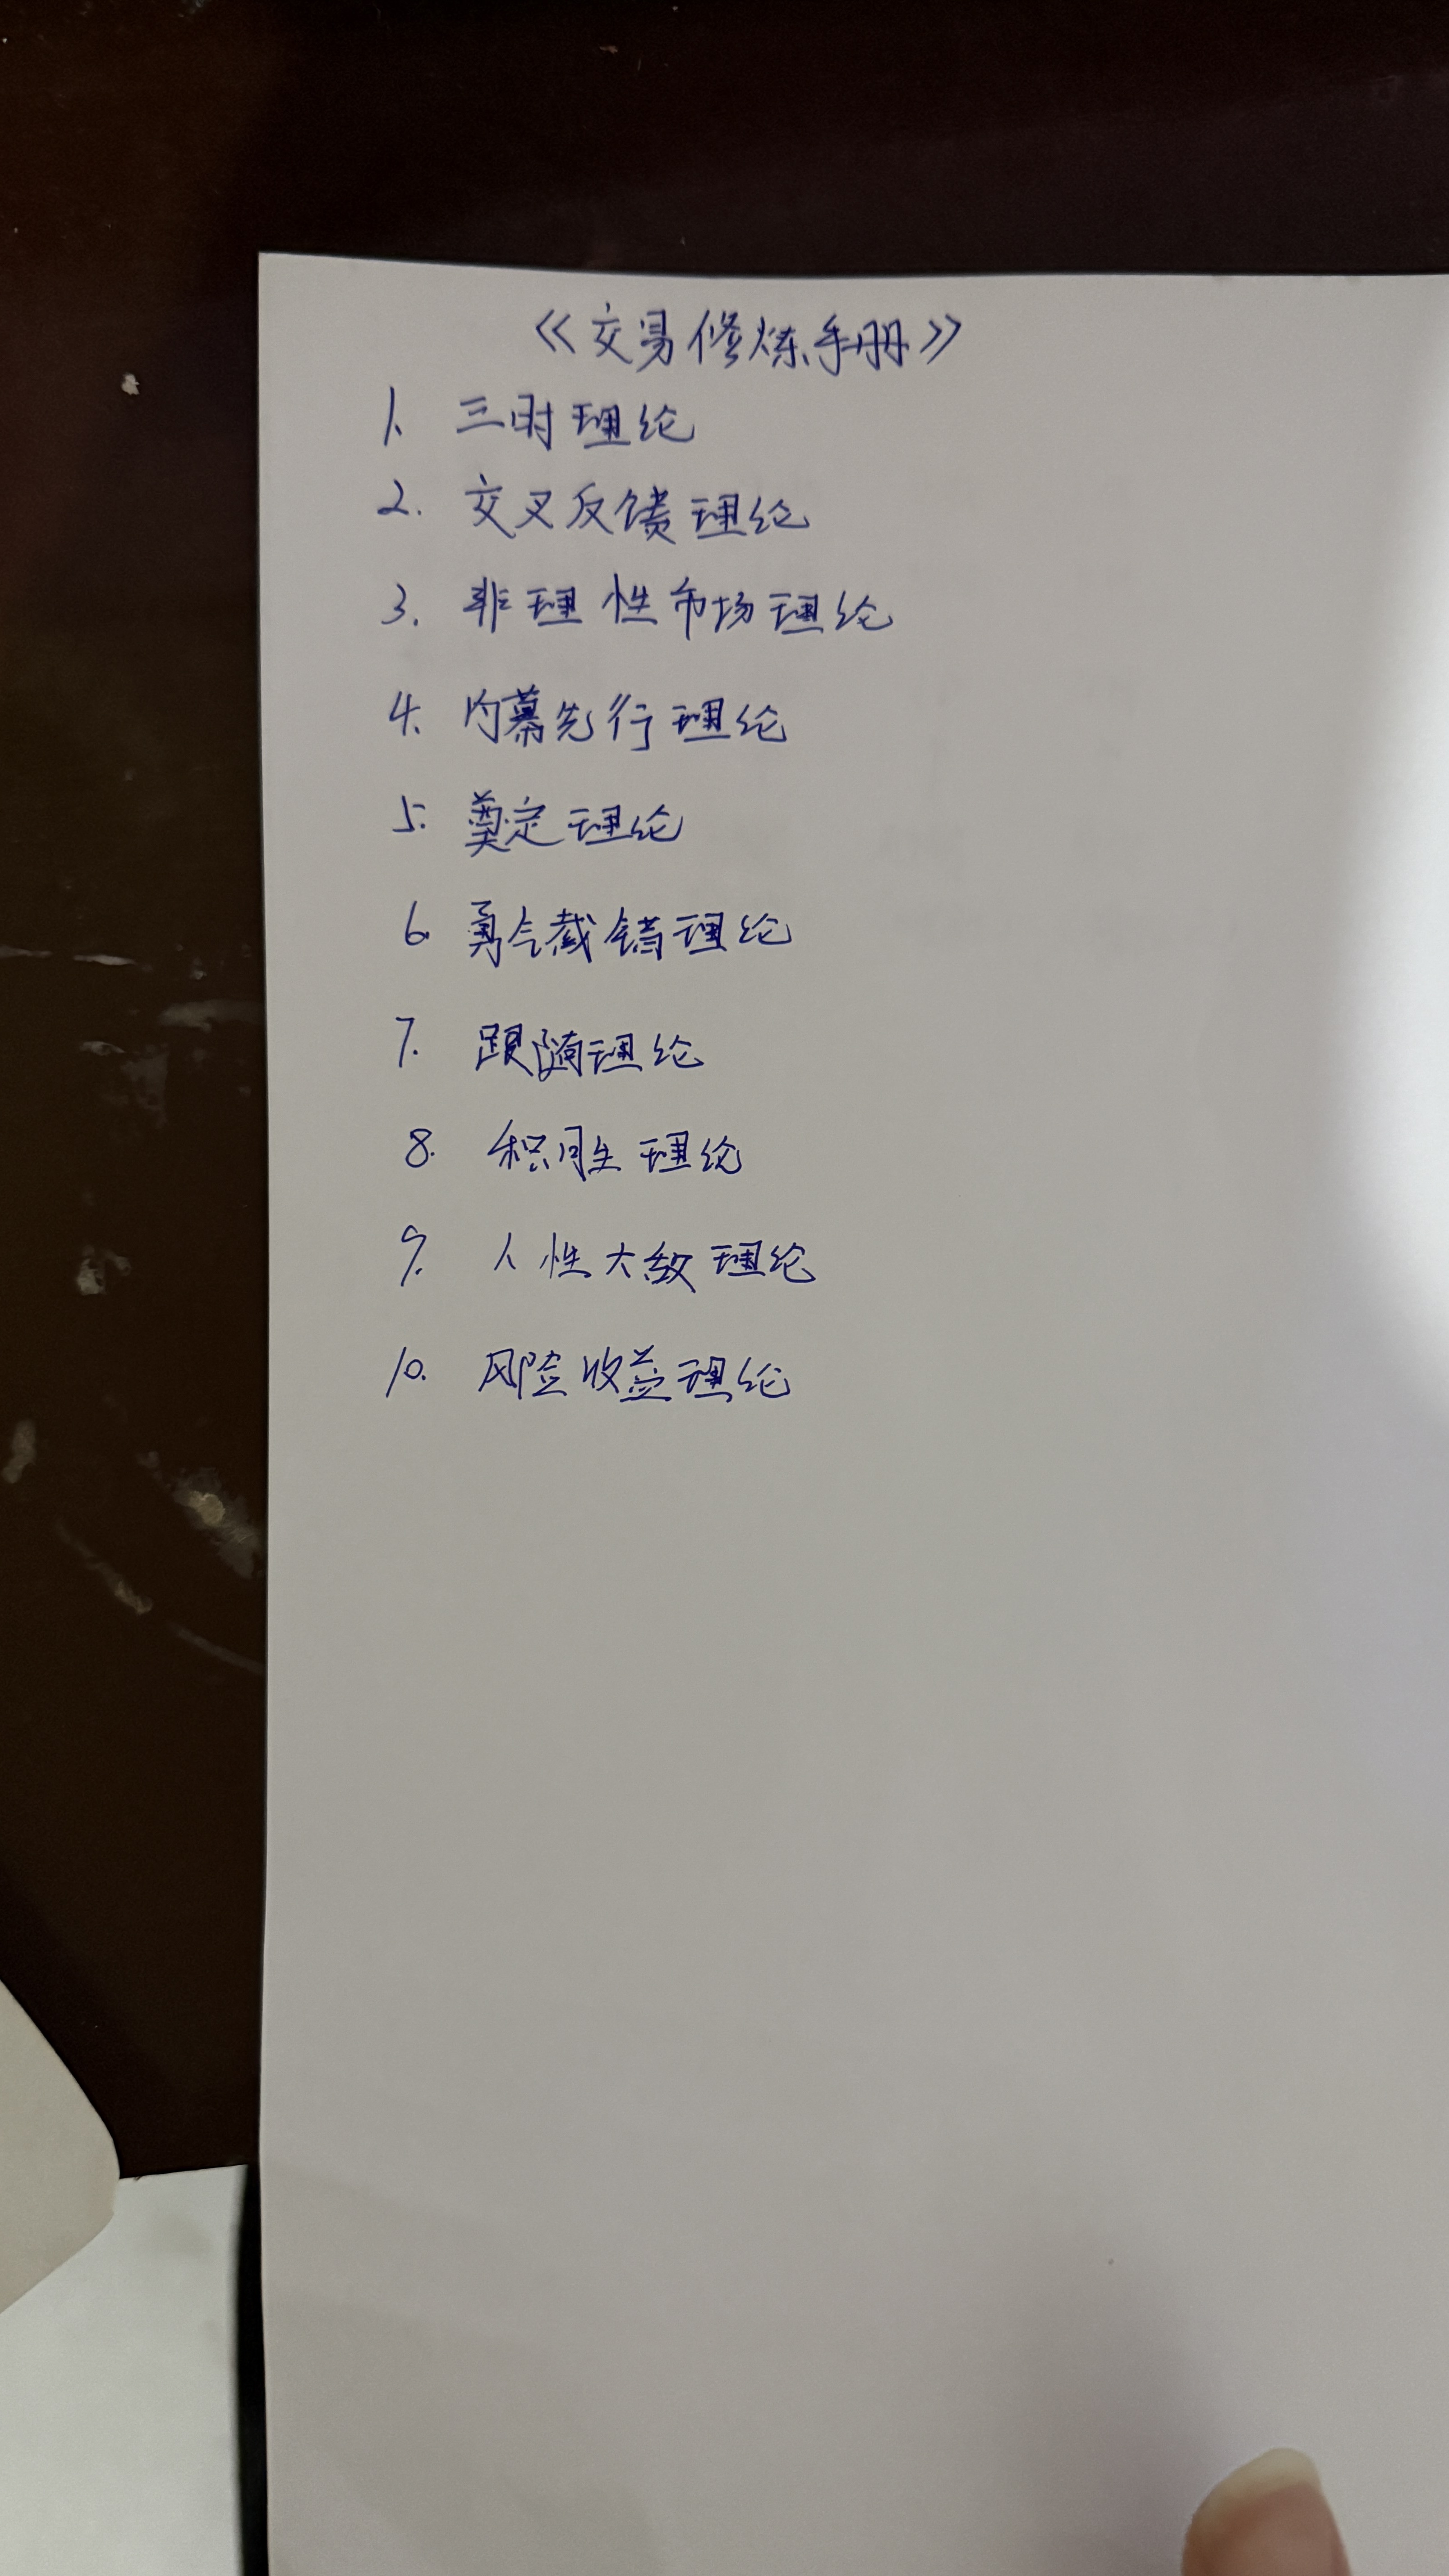 《交易修炼手册》
1. 三时理论
2. 交叉反馈理论
3. 非理性市场理论
4. 内幕先行理论
5. 奠定理论
6. 勇气截错理论
7. 跟随理论
8. 积 理论
9. 人性大敌理论
10. 风险收益理论